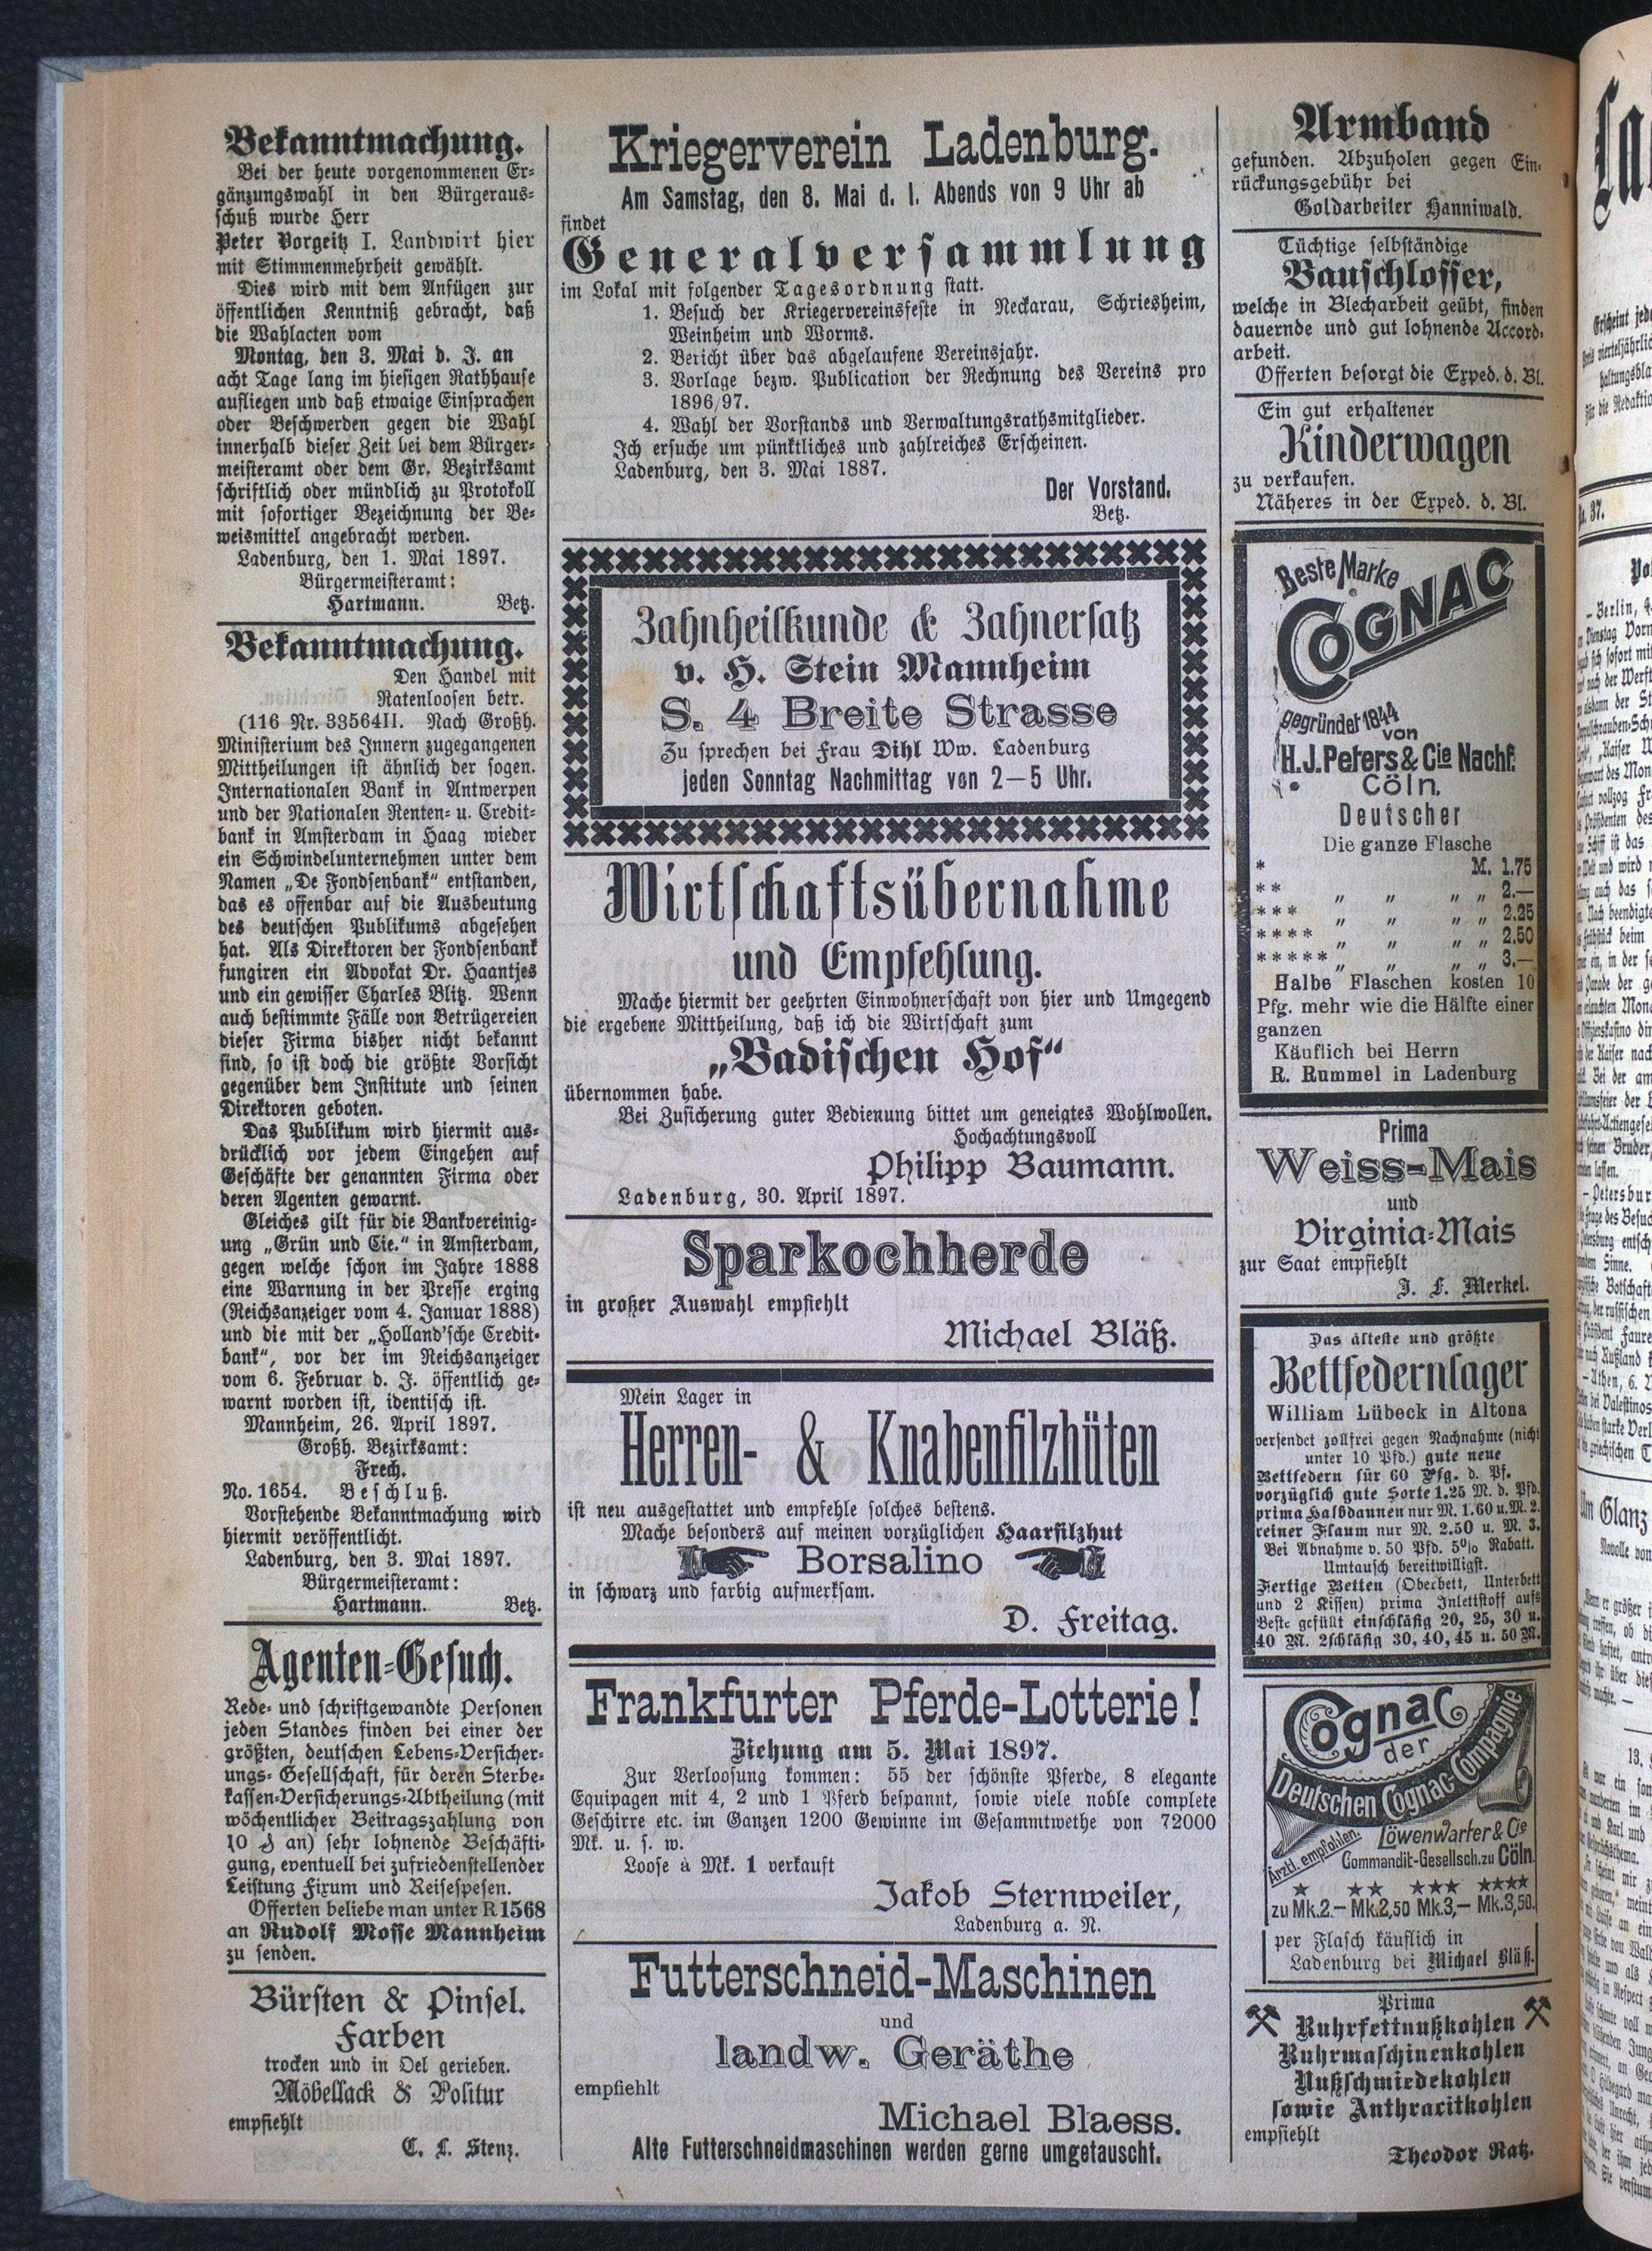 Bekanntmachung.
Bei der heute vorgenommenen Er-
gänzungswahl in den Bürgeraus-
schuß wurde Herr
Peter Vorgeitz I. Landwirt hier
mit Stimmenmehrheit gewählt.
Dies wird mit dem Anfügen zur
öffentlichen Kenntniß gebracht, daß
die Wahlacten vom
Montag, den 3. Mai d. J. an
acht Tage lang im hiesigen Rathhause
aufliegen und daß etwaige Einsprachen
oder Beschwerden gegen die Wahl
innerhalb dieser Zeit bei dem Bürger-
meisteramt oder dem Gr. Bezirksamt
schriftlich oder mündlich zu Protokoll
mit sofortiger Bezeichnung der Be-
weismittel angebracht werden.
Ladenburg, den 1. Mai 1897.
Bürgermeisteramt:
Hartmann. Betz.
Bekanntmachung.
Den Handel mit
Ratenloosen betr.
(116 Nr. 33564II. Nach Großh.
Ministerium des Innern zugegangenen
Mittheilungen ist ähnlich der sogen.
Internationalen Bank in Antwerpen
und der Nationalen Renten- u. Credit-
bank in Amsterdam in Haag wieder
ein Schwindelunternehmen unter dem
Namen „De Fondsenbank“ entstanden,
das es offenbar auf die Ausbeutung
des deutschen Publikums abgesehen
hat. Als Direktoren der Fondsenbank
fungiren ein Advokat Dr. Haantjes
und ein gewisser Charles Blitz. Wenn
auch bestimmte Fälle von Betrügereien
dieser Firma bisher nicht bekannt
sind, so ist doch die größte Vorsicht
gegenüber dem Institute und seinen
Direktoren geboten.
Das Publikum wird hiermit aus-
drücklich vor jedem Eingehen auf
Geschäfte der genannten Firma oder
deren Agenten gewarnt.
Gleiches gilt für die Bankvereinig-
ung „Grün und Cie.“ in Amsterdam,
gegen welche schon im Jahre 1888
eine Warnung in der Presse erging
(Reichsanzeiger vom 4. Januar 1888)
und die mit der „Holland'sche Credit-
bank“, vor der im Reichsanzeiger
vom 6. Februar d. J. öffentlich ge-
warnt worden ist, identisch ist.
Mannheim, 26. April 1897.
Großh. Bezirksamt:
Frech.
No. 1654. Beschluß.
Vorstehende Bekanntmachung wird
hiermit veröffentlicht.
Ladenburg, den 3. Mai 1897.
Bürgermeisteramt:
Hartmann. Betz.
Agenten-Gesuch.
Rede- und schriftgewandte Personen
jeden Standes finden bei einer der
größten, deutschen Lebens-Versicher-
ungs- Gesellschaft, für deren Sterbe-
kassen-Versicherungs-Abtheilung (mit
wöchentlicher Beitragszahlung von
10 ₰ an) sehr lohnende Beschäfti-
gung, eventuell bei zufriedenstellender
Leistung Fixum und Reisespesen.
Offerten beliebe man unter R 1568
an Rudolf Mosse Mannheim
zu senden.
Bürsten & Pinsel.
Farben
trocken und in Oel gerieben.
Möbellack & Politur
empfiehlt
C. L. Stenz.
Kriegerverein Ladenburg.
Am Samstag, den 8. Mai d. I. Abends von 9 Uhr ab
findet
Generalversammlung
im Lokal mit folgender Tagesordnung statt.
1. Besuch der Kriegervereinsfeste in Neckarau, Schriesheim,
Weinheim und Worms.
2. Bericht über das abgelaufene Vereinsjahr.
3. Vorlage bezw. Publication der Rechnung des Vereins pro
1896/97.
4. Wahl der Vorstands und Verwaltungsrathsmitglieder.
Ich ersuche um pünktliches und zahlreiches Erscheinen.
Ladenburg, den 3. Mai 1887.
Der Vorstand.
Betz.
Zahnheilkunde & Zahnersatz
v. H. Stein Mannheim
S. 4 Breite Strasse
Zu sprechen bei Frau Dihl Ww. Ladenburg
jeden Sonntag Nachmittag von 2—5 Uhr.
Wirtschaftsübernahme
und Empfehlung.
Mache hiermit der geehrten Einwohnerschaft von hier und Umgegend
die ergebene Mittheilung, daß ich die Wirtschaft zum
„Badischen Hof“
übernommen habe.
Bei Zusicherung guter Bedienung bittet um geneigtes Wohlwollen.
Hochachtungsvoll
Philipp Baumann.
Ladenburg, 30. April 1897.
Sparkochherde
in großer Auswahl empfiehlt
Michael Bläß.
Mein Lager in
Herren- & Knabenfilzhüten
ist neu ausgestattet und empfehle solches bestens.
Mache besonders auf meinen vorzüglichen Haarfilzhut
Borsalino
in schwarz und farbig aufmerksam.
D. Freitag.
Frankfurter Pferde-Lotterie!
Ziehung am 5. Mai 1897.
Zur Verloosung kommen: 55 der schönste Pferde, 8 elegante
Equipagen mit 4, 2 und 1 Pferd bespannt, sowie viele noble complete
Geschirre etc. im Ganzen 1200 Gewinne im Gesammtwethe von 72000
Mk. u. s. w.
Loose à Mk. 1 verkauft
Jakob Sternweiler,
Ladenburg a. N.
Futterschneid-Maschinen
und
landw. Geräthe
empfiehlt
Michael Blaess.
Alte Futterschneidmaschinen werden gerne umgetauscht.
Armband
gefunden. Abzuholen gegen Ein-
rückungsgebühr bei
Goldarbeiter Hanniwald.
Tüchtige selbständige
Bauschlosser,
welche in Blecharbeit geübt, finden
dauernde und gut lohnende Accord-
arbeit.
Offerten besorgt die Exped. d. Bl.
Ein gut erhaltener
Kinderwagen
zu verkaufen.
Näheres in der Exped. d. Bl.
Beste Marke
COGNAC
gegründet 1844
von
H. J. Peters & Cie Nachf.
Cöln.
Deutscher
Die ganze Flasche
* M. 1.75
** „ „ „ „ 2.—
*** „ „ „ „ 2.25
**** „ „ „ „ 2.50
***** „ „ „ „ 3.—
Halbe Flaschen kosten 10
Pfg. mehr wie die Hälfte einer
ganzen
Käuflich bei Herrn
R. Rummel in Ladenburg
Prima
Weiss-Mais
und
Virginia-Mais
zur Saat empfiehlt
J. F. Merkel.
Das älteste und größte
Bettfedernlager
William Lübeck in Altona
versendet zollfrei gegen Nachnahme (nicht
unter 10 Pfd.) gute neue
Bettfedern für 60 Pfg. d. Pf.
vorzüglich gute Sorte 1.25 M. d. Pfd.
prima Halbdaunen nur M. 1.60 u. M. 2.
reiner Flaum nur M. 2.50 u. M. 3.
Bei Abnahme v. 50 Pfd. 5% Rabatt.
Umtausch bereitwilligst.
Fertige Betten (Oberbett, Unterbett
und 2 Kissen) prima Inlettstoff aufs
Beste gefüllt einschläfig 20, 25, 30 u.
40 M. 2schläfig 30, 40, 45 u. 50 M.
Cognac
der
Deutschen Cognac-Compagnie
Ärztl. empfohlen.
Löwenwarter & Cie
Commandit-Gesellsch. zu Cöln
★ ★★ ★★★ ★★★★
zu Mk. 2.— Mk. 2,50 Mk. 3,— Mk. 3,50.
per Flasch käuflich in
Ladenburg bei Michael Bläß.
Prima
Ruhrfettnußkohlen
Ruhrmaschinenkohlen
Nußschmiedekohlen
sowie Anthracitkohlen
empfiehlt
Theodor Ratz.
Erscheint
No. 37.
— Berlin, 4.
Um Glanz